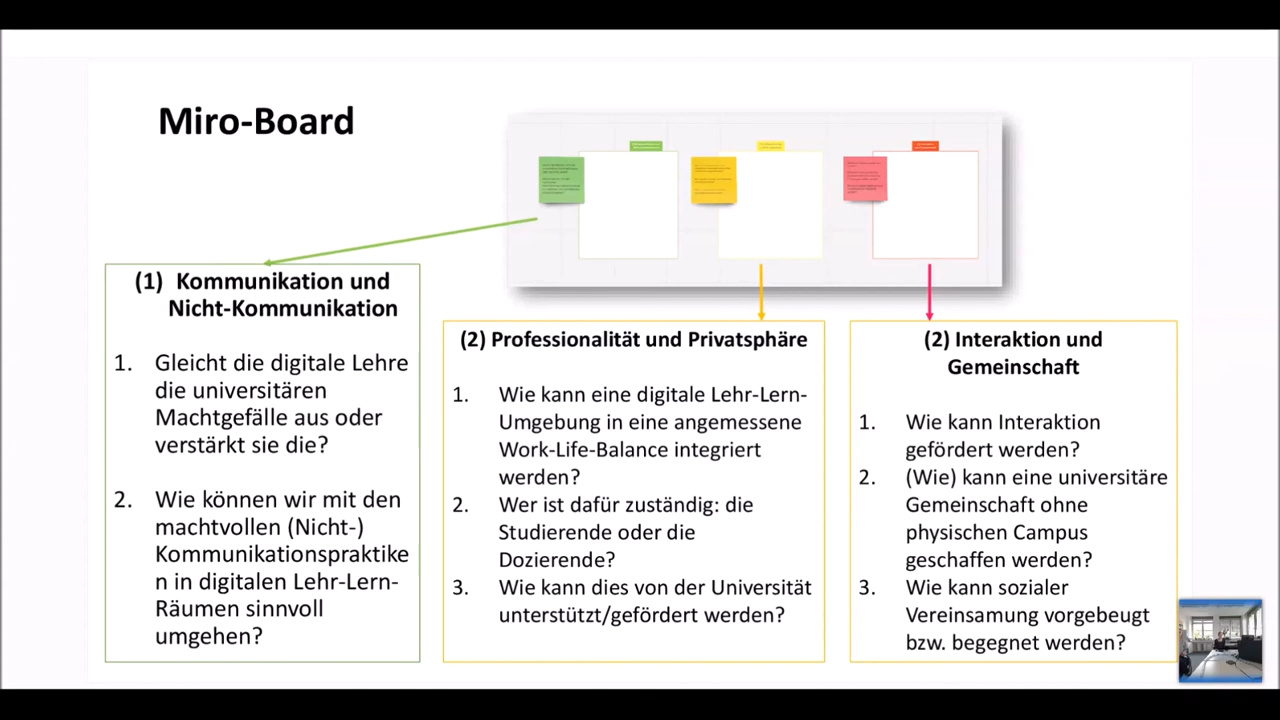 Miro-Board
(1) Kommunikation und
Nicht-Kommunikation
1. Gleicht die digitale Lehre
die universitären
Machtgefälle aus oder
verstärkt sie die?
2. Wie können wir mit den
machtvollen (Nicht-)
Kommunikationspraktike
n in digitalen Lehr-Lern-
Räumen sinnvoll
umgehen?
(2) Professionalität und Privatsphäre
1. Wie kann eine digitale Lehr-Lern-
Umgebung in eine angemessene
Work-Life-Balance integriert
werden?
2. Wer ist dafür zuständig: die
Studierende oder die
Dozierende?
3. Wie kann dies von der Universität
unterstützt/gefördert werden?
(2) Interaktion und
Gemeinschaft
1. Wie kann Interaktion
gefördert werden?
2. (Wie) kann eine universitäre
Gemeinschaft ohne
physischen Campus
geschaffen werden?
3. Wie kann sozialer
Vereinsamung vorgebeugt
bzw. begegnet werden?